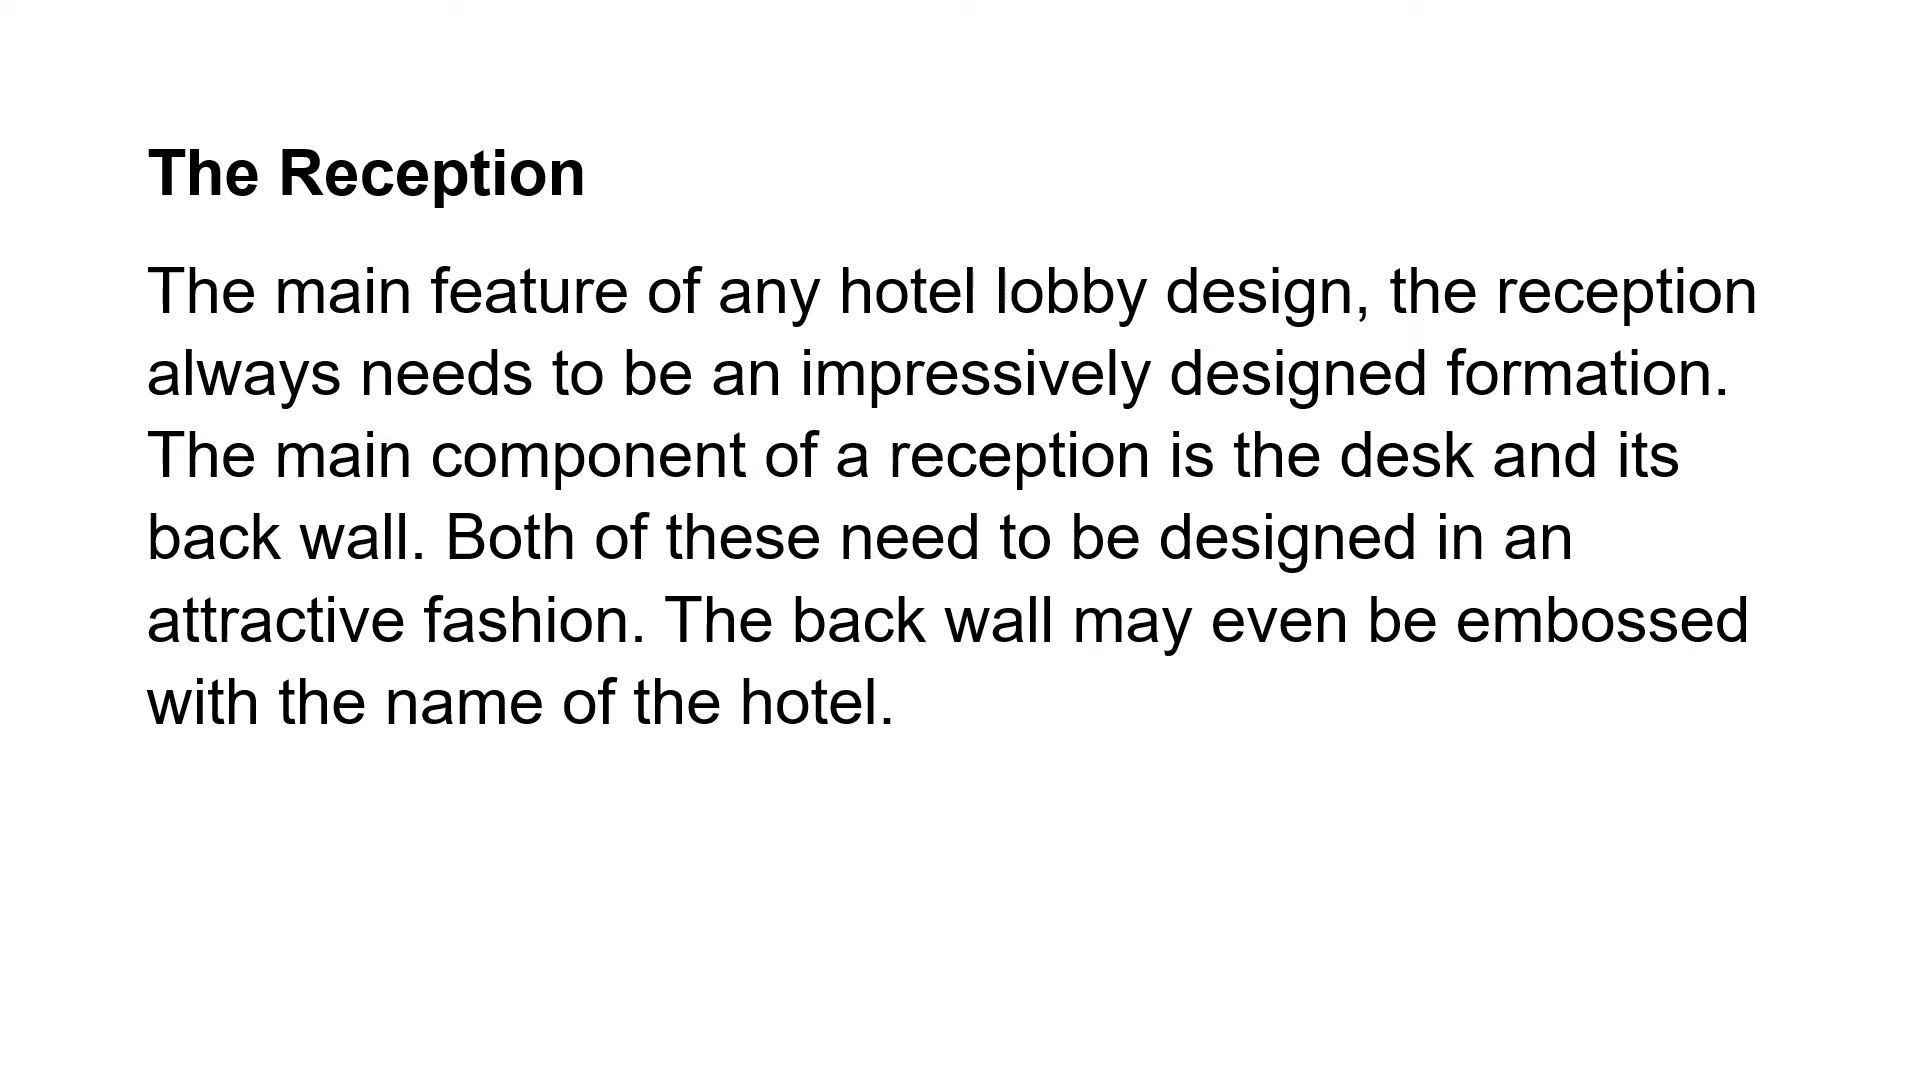 The Reception
The main feature of any hotel lobby design, the reception
always needs to be an impressively designed formation.
The main component of a reception is the desk and its
back wall. Both of these need to be designed in an
attractive fashion. The back wall may even be embossed
with the name of the hotel.